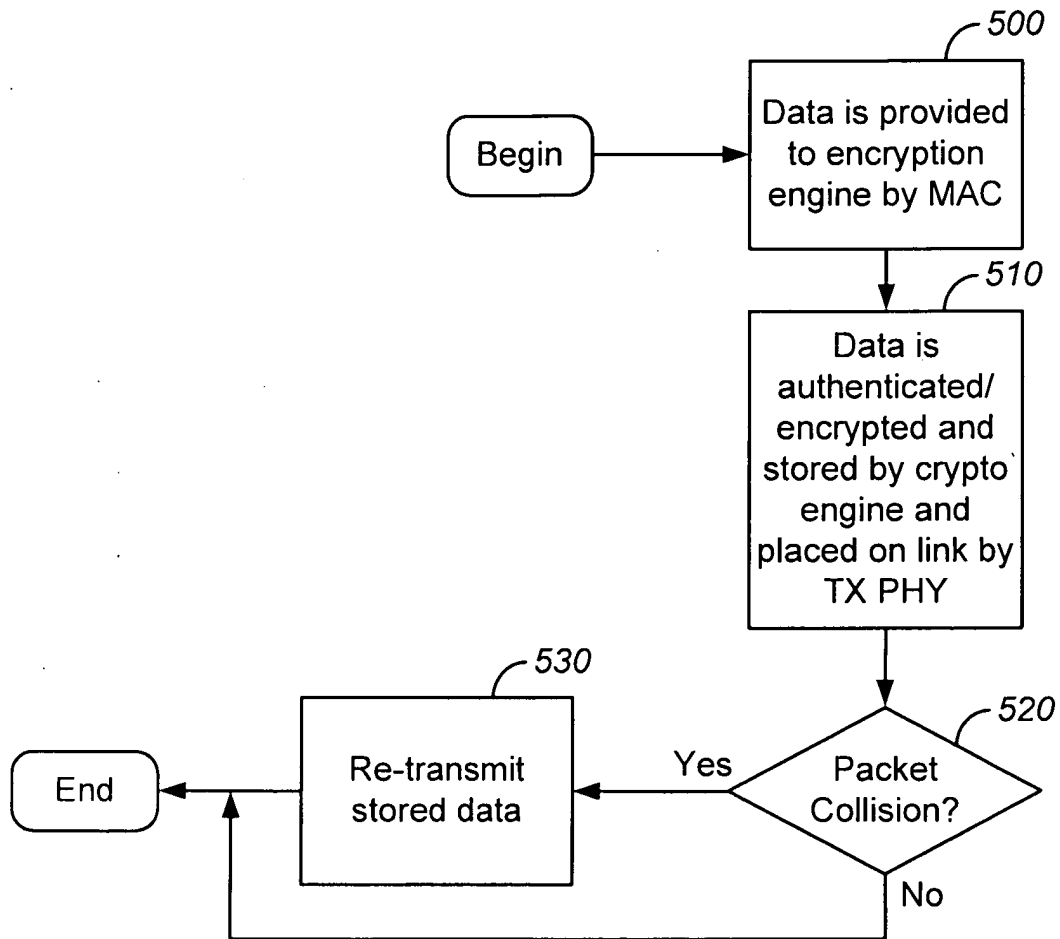 500
Begin
Data is provided
to encryption
engine by MAC
510
Data is
authenticated/
encrypted and
stored by crypto
engine and
placed on link by
TX PHY
520
Packet
Collision?
Yes
No
530
Re-transmit
stored data
End